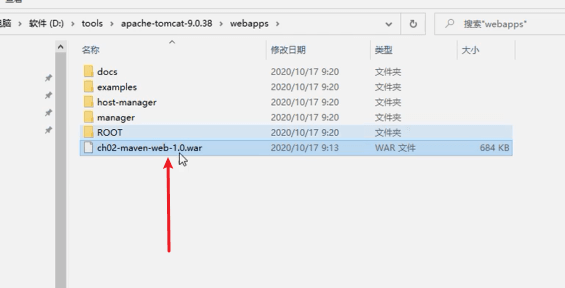 软件 (D:) › tools › apache-tomcat-9.0.38 › webapps ›
搜索"webapps"
名称 修改日期 类型 大小
docs 2020/10/17 9:20 文件夹
examples 2020/10/17 9:20 文件夹
host-manager 2020/10/17 9:20 文件夹
manager 2020/10/17 9:20 文件夹
ROOT 2020/10/17 9:20 文件夹
ch02-maven-web-1.0.war 2020/10/17 9:13 WAR 文件 684 KB